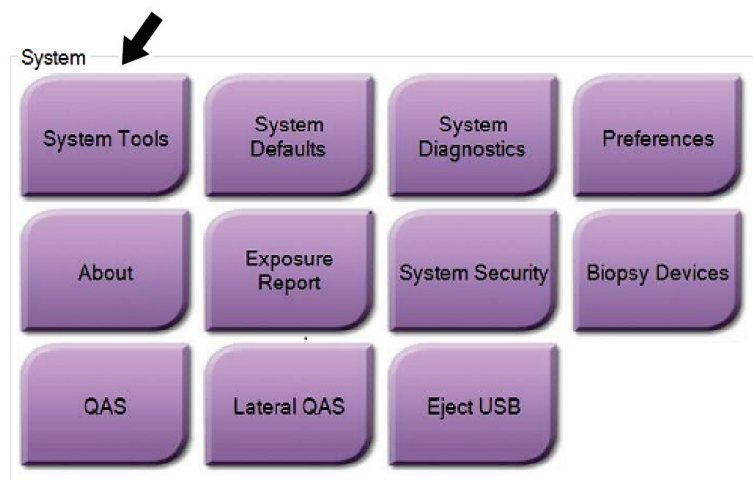 System
System Tools
System
Defaults
System
Diagnostics
Preferences
About
Exposure
Report
System Security
Biopsy Devices
QAS
Lateral QAS
Eject USB